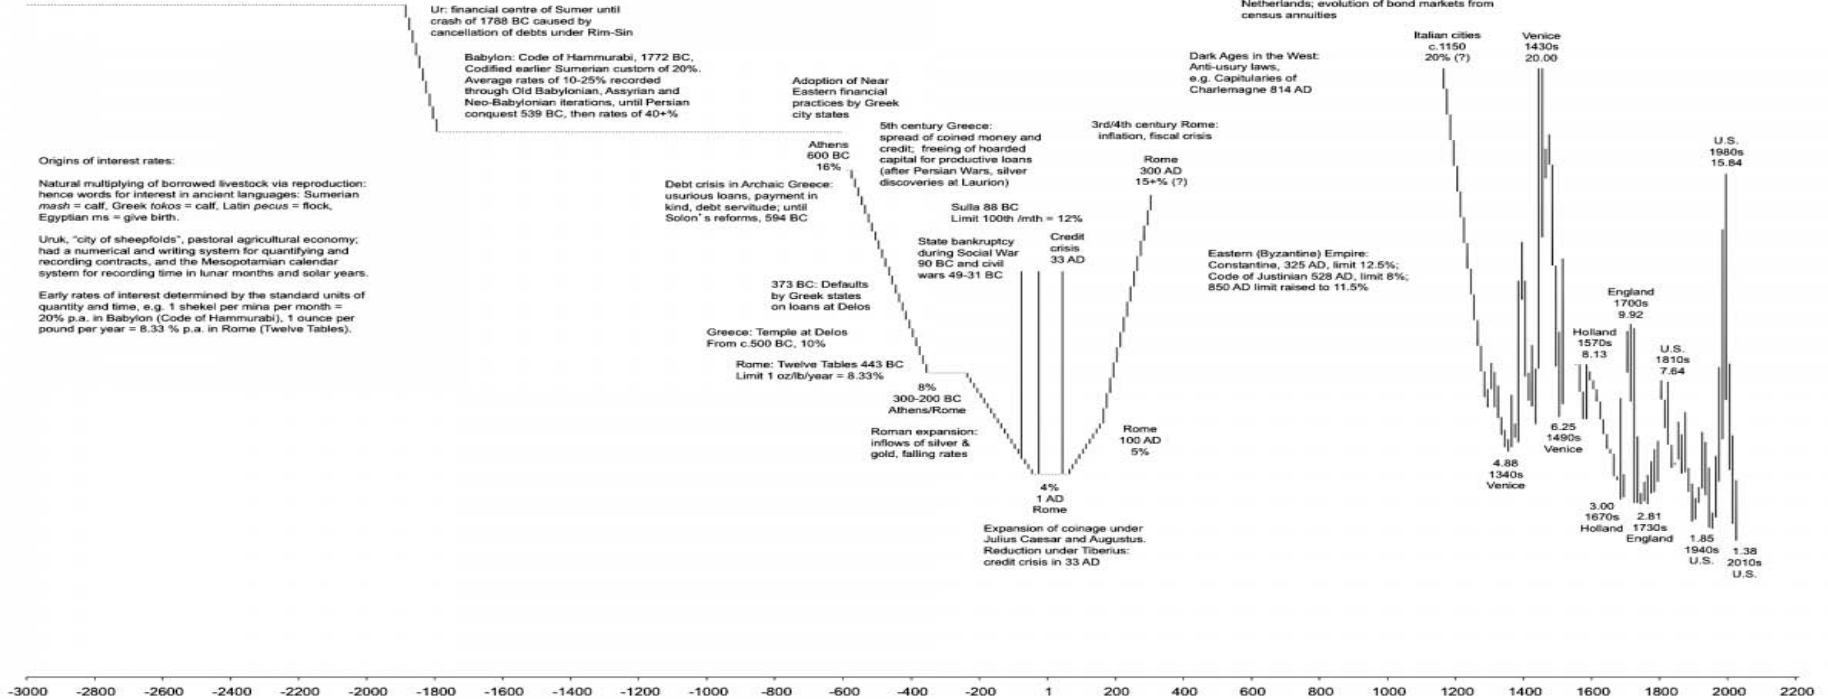 Ur: financial centre of Sumer until
crash of 1788 BC caused by
cancellation of debts under Rim-Sin
Netherlands; evolution of bond markets from
census annuities
Babylon: Code of Hammurabi, 1772 BC,
Codified earlier Sumerian custom of 20%.
Average rates of 10-25% recorded
through Old Babylonian, Assyrian and
Neo-Babylonian iterations, until Persian
conquest 539 BC, then rates of 40+%
Adoption of Near
Eastern financial
practices by Greek
city states
Dark Ages in the West:
Anti-usury laws,
e.g. Capitularies of
Charlemagne 814 AD
Italian cities
c.1150
20% (?)
Venice
1430s
20.00
Origins of interest rates:
Natural multiplying of borrowed livestock via reproduction:
hence words for interest in ancient languages: Sumerian
mash = calf, Greek tokos = calf, Latin pecus = flock,
Egyptian ms = give birth.
Uruk, "city of sheepfolds", pastoral agricultural economy;
had a numerical and writing system for quantifying and
recording contracts, and the Mesopotamian calendar
system for recording time in lunar months and solar years.
Early rates of interest determined by the standard units of
quantity and time, e.g. 1 shekel per mina per month =
20% p.a. in Babylon (Code of Hammurabi), 1 ounce per
pound per year = 8.33 % p.a. in Rome (Twelve Tables).
Athens
600 BC
16%
5th century Greece:
spread of coined money and
credit; freeing of hoarded
capital for productive loans
(after Persian Wars, silver
discoveries at Laurion)
3rd/4th century Rome:
inflation, fiscal crisis
Rome
300 AD
15+% (?)
U.S.
1980s
15.84
Debt crisis in Archaic Greece:
usurious loans, payment in
kind, debt servitude; until
Solon's reforms, 594 BC
Sulla 88 BC
Limit 100th /mth = 12%
State bankruptcy
during Social War
90 BC and civil
wars 49-31 BC
Credit
crisis
33 AD
Eastern (Byzantine) Empire:
Constantine, 325 AD, limit 12.5%;
Code of Justinian 528 AD, limit 8%;
850 AD limit raised to 11.5%
373 BC: Defaults
by Greek states
on loans at Delos
England
1700s
9.92
Greece: Temple at Delos
From c.500 BC, 10%
Holland
1570s
8.13
U.S.
1810s
7.64
Rome: Twelve Tables 443 BC
Limit 1 oz/lb/year = 8.33%
8%
300-200 BC
Athens/Rome
Roman expansion:
inflows of silver &
gold, falling rates
Rome
100 AD
5%
6.25
1490s
Venice
4.88
1340s
Venice
4%
1 AD
Rome
3.00
1670s
Holland
2.81
1730s
England
Expansion of coinage under
Julius Caesar and Augustus.
Reduction under Tiberius:
credit crisis in 33 AD
1.85
1940s
U.S.
1.38
2010s
U.S.
-3000 -2800 -2600 -2400 -2200 -2000 -1800 -1600 -1400 -1200 -1000 -800 -600 -400 -200 1 200 400 600 800 1000 1200 1400 1600 1800 2000 2200